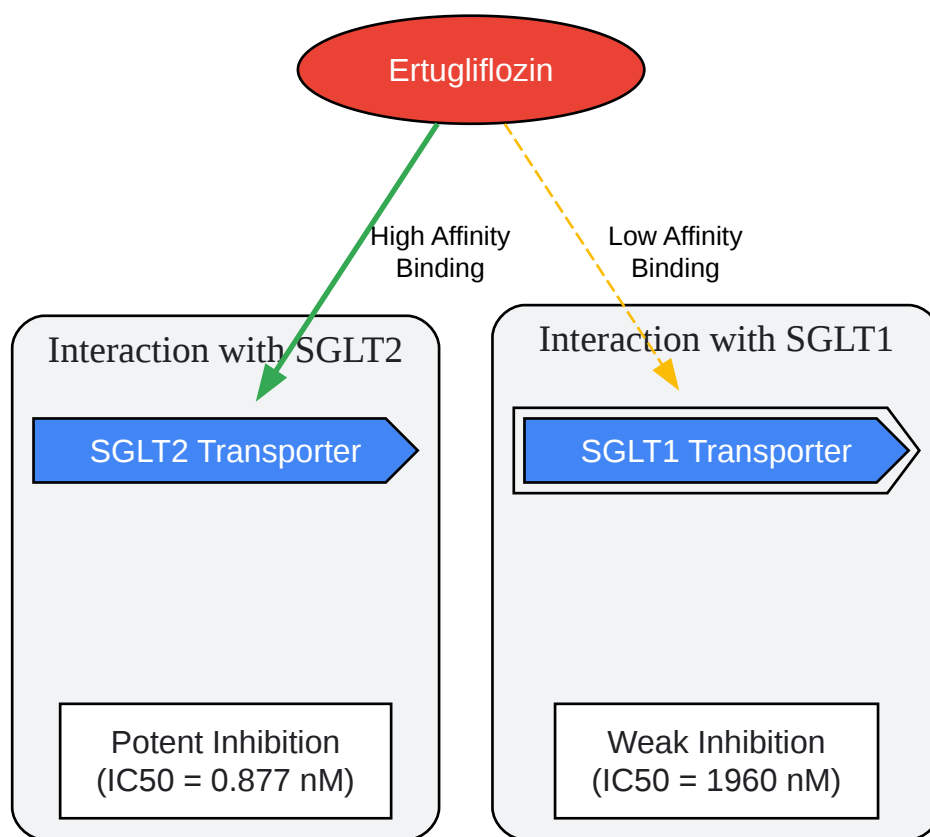 Ertugliflozin
High Affinity
Binding
Low Affinity
Binding
Interaction with SGLT2
SGLT2 Transporter
Potent Inhibition
(IC50 = 0.877 nM)
Interaction with SGLT1
SGLT1 Transporter
Weak Inhibition
(IC50 = 1960 nM)